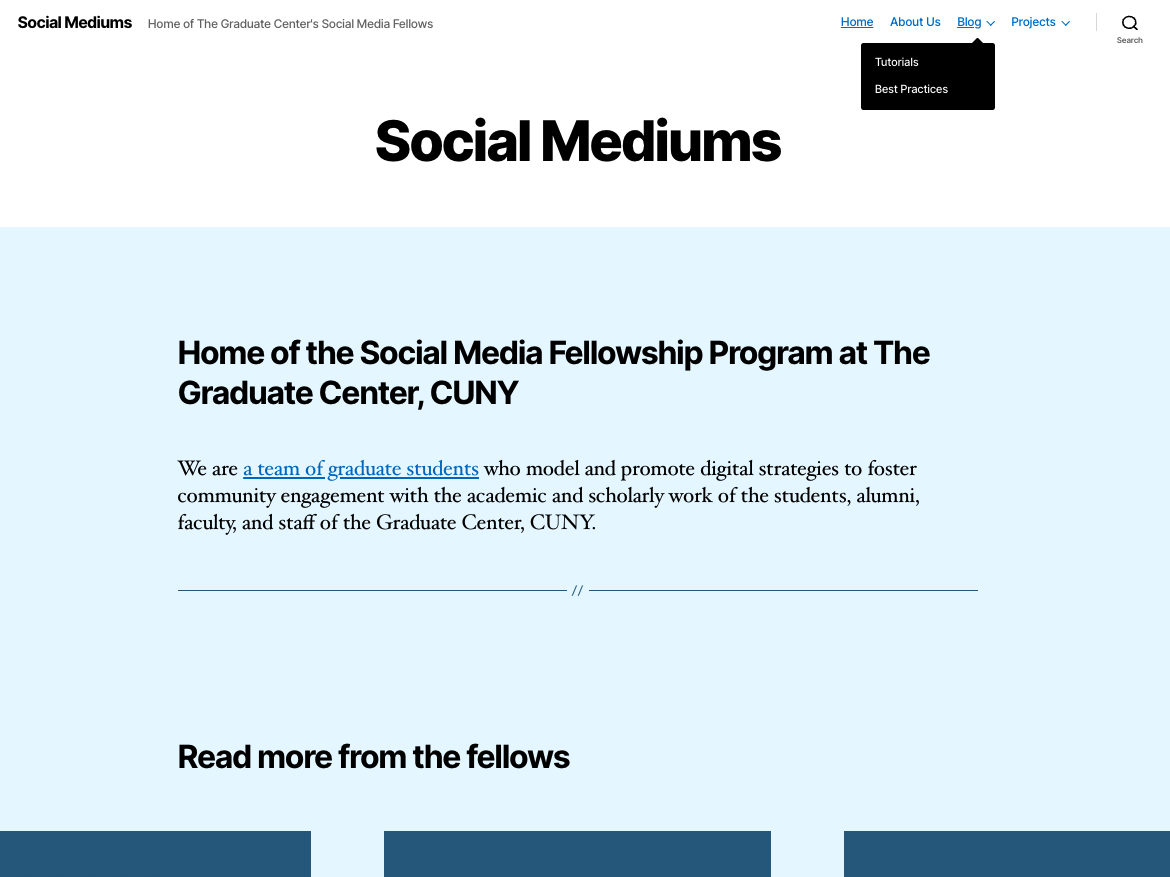 Social Mediums
Home of The Graduate Center's Social Media Fellows
Home
About Us
Blog
Projects
Search
Tutorials
Best Practices
Social Mediums
Home of the Social Media Fellowship Program at The
Graduate Center, CUNY
We are a team of graduate students who model and promote digital strategies to foster
community engagement with the academic and scholarly work of the students, alumni,
faculty, and staff of the Graduate Center, CUNY.
//
Read more from the fellows